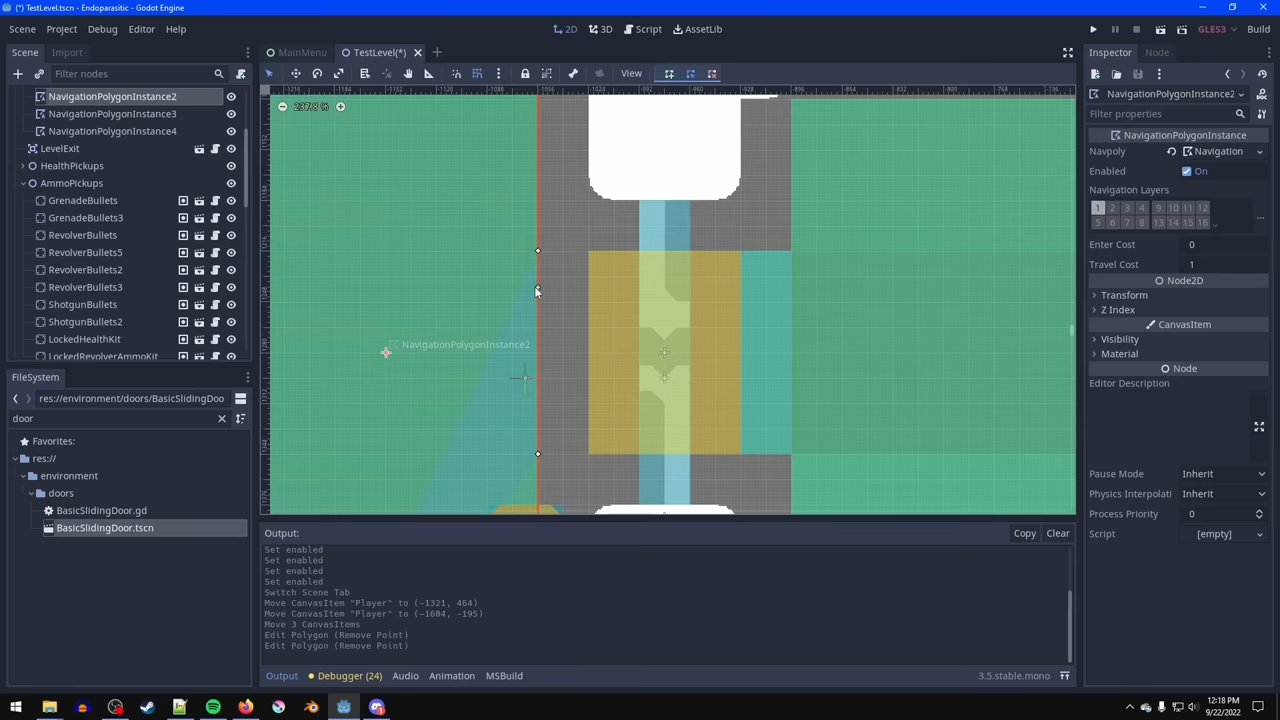 (*) TestLevel.tscn - Endoparasitic - Godot Engine
Scene Project Debug Editor Help
2D 3D Script AssetLib
GLES3 Build
Scene Import
MainMenu TestLevel(*)
Inspector Node
Filter nodes
View
NavigationPolygonInstance2
NavigationPolygonInstance3
NavigationPolygonInstance4
LevelExit
HealthPickups
AmmoPickups
GrenadeBullets
GrenadeBullets3
RevolverBullets
RevolverBullets5
RevolverBullets2
RevolverBullets3
ShotgunBullets
ShotgunBullets2
LockedHealthKit
LockedRevolverAmmoKit
237.8 %
NavigationPolygonInstance2
NavigationPolygonInstance2
Filter properties
NavigationPolygonInstance
Navpoly Navigation
Enabled On
Navigation Layers
1 2 3 4 9 10 11 12
5 6 7 8 13 14 15 16
Enter Cost 0
Travel Cost 1
Node2D
Transform
Z Index
CanvasItem
Visibility
Material
Node
Editor Description
Pause Mode Inherit
Physics Interpolati Inherit
Process Priority 0
Script [empty]
FileSystem
res://environment/doors/BasicSlidingDoo
door
Favorites:
res://
environment
doors
BasicSlidingDoor.gd
BasicSlidingDoor.tscn
Output:
Copy Clear
Set enabled
Set enabled
Set enabled
Set enabled
Switch Scene Tab
Move CanvasItem "Player" to (-1321, 464)
Move CanvasItem "Player" to (-1604, -195)
Move 3 CanvasItems
Edit Polygon (Remove Point)
Edit Polygon (Remove Point)
Output Debugger (24) Audio Animation MSBuild
3.5.stable.mono
12:18 PM
9/22/2022